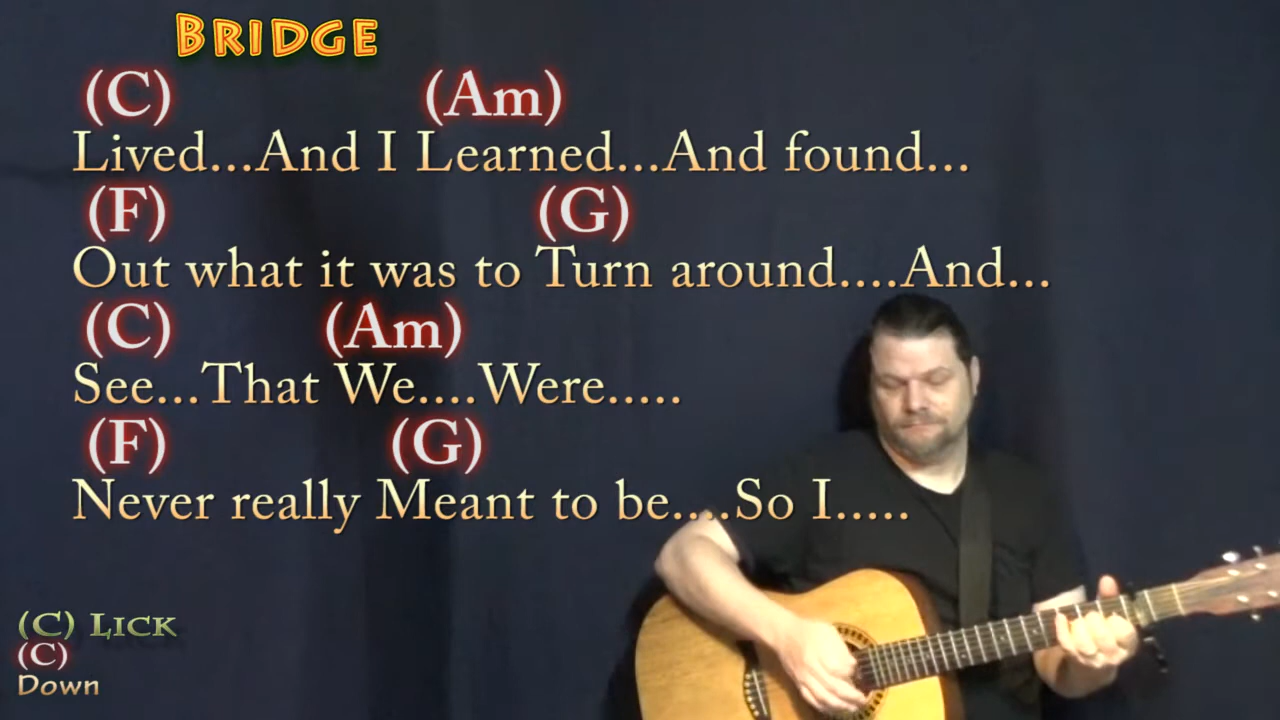 BRIDGE
(C) (Am)
Lived...And I Learned...And found...
(F) (G)
Out what it was to Turn around....And...
(C) (Am)
See...That We....Were.....
(F) (G)
Never really Meant to be....So I.....
(C) LICK
(C)
Down